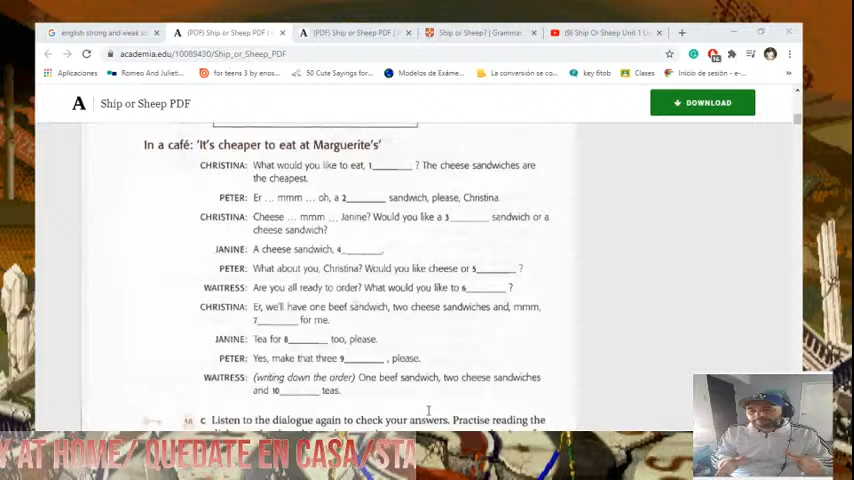 english strong and weak s
(PDF) Ship or Sheep PDF |
(PDF) Ship or Sheep PDF |
Ship or Sheep? | Gramma
(9) Ship Or Sheep Unit 1 L
academia.edu/10089430/Ship_or_Sheep_PDF
Aplicaciones
Romeo And Juliet:..
for teens 3 by enos...
50 Cute Sayings for...
Modelos de Exáme...
La conversión se co...
key 6tob
Clases
Inicio de sesión - e-...
A Ship or Sheep PDF
DOWNLOAD
In a café: 'It's cheaper to eat at Marguerite's'
CHRISTINA: What would you like to eat, 1________ ? The cheese sandwiches are
the cheapest.
PETER: Er ... mmm ... oh, a 2________ sandwich, please, Christina.
CHRISTINA: Cheese ... mmm ... Janine? Would you like a 3________ sandwich or a
cheese sandwich?
JANINE: A cheese sandwich, 4________.
PETER: What about you, Christina? Would you like cheese or 5________ ?
WAITRESS: Are you all ready to order? What would you like to 6________ ?
CHRISTINA: Er, we'll have one beef sandwich, two cheese sandwiches and, mmm,
7________ for me.
JANINE: Tea for 8________ too, please.
PETER: Yes, make that three 9________ , please.
WAITRESS: (writing down the order) One beef sandwich, two cheese sandwiches
and 10________ teas.
c Listen to the dialogue again to check your answers. Practise reading the
Y AT HOME/ QUEDATE EN CASA/STA